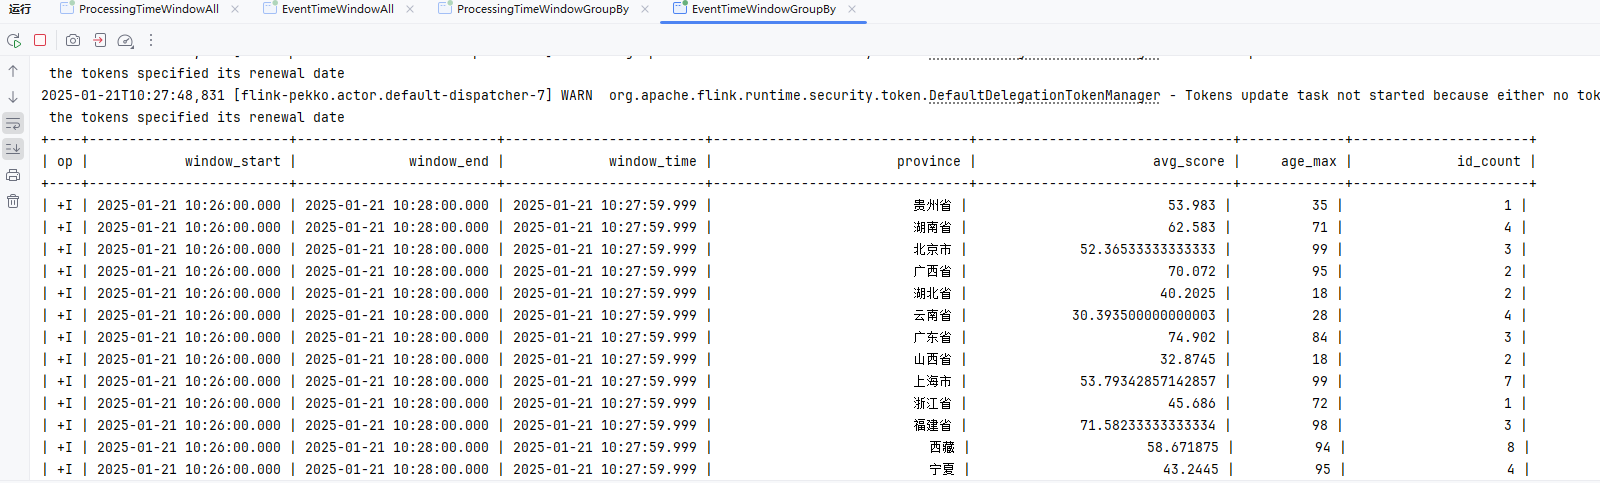 运行 ProcessingTimeWindowAll × EventTimeWindowAll × ProcessingTimeWindowGroupBy × EventTimeWindowGroupBy ×
the tokens specified its renewal date
2025-01-21T10:27:48,831 [flink-pekko.actor.default-dispatcher-7] WARN  org.apache.flink.runtime.security.token.DefaultDelegationTokenManager - Tokens update task not started because either no tok
the tokens specified its renewal date
+----+-------------------------+-------------------------+-------------------------+--------------------------------+--------------------------------+-------------+----------------------+
| op |            window_start |              window_end |             window_time |                       province |                      avg_score |     age_max |             id_count |
+----+-------------------------+-------------------------+-------------------------+--------------------------------+--------------------------------+-------------+----------------------+
| +I | 2025-01-21 10:26:00.000 | 2025-01-21 10:28:00.000 | 2025-01-21 10:27:59.999 | 贵州省 | 53.983 | 35 | 1 |
| +I | 2025-01-21 10:26:00.000 | 2025-01-21 10:28:00.000 | 2025-01-21 10:27:59.999 | 湖南省 | 62.583 | 71 | 4 |
| +I | 2025-01-21 10:26:00.000 | 2025-01-21 10:28:00.000 | 2025-01-21 10:27:59.999 | 北京市 | 52.36533333333333 | 99 | 3 |
| +I | 2025-01-21 10:26:00.000 | 2025-01-21 10:28:00.000 | 2025-01-21 10:27:59.999 | 广西省 | 70.072 | 95 | 2 |
| +I | 2025-01-21 10:26:00.000 | 2025-01-21 10:28:00.000 | 2025-01-21 10:27:59.999 | 湖北省 | 40.2025 | 18 | 2 |
| +I | 2025-01-21 10:26:00.000 | 2025-01-21 10:28:00.000 | 2025-01-21 10:27:59.999 | 云南省 | 30.393500000000003 | 28 | 4 |
| +I | 2025-01-21 10:26:00.000 | 2025-01-21 10:28:00.000 | 2025-01-21 10:27:59.999 | 广东省 | 74.902 | 84 | 3 |
| +I | 2025-01-21 10:26:00.000 | 2025-01-21 10:28:00.000 | 2025-01-21 10:27:59.999 | 山西省 | 32.8745 | 18 | 2 |
| +I | 2025-01-21 10:26:00.000 | 2025-01-21 10:28:00.000 | 2025-01-21 10:27:59.999 | 上海市 | 53.79342857142857 | 99 | 7 |
| +I | 2025-01-21 10:26:00.000 | 2025-01-21 10:28:00.000 | 2025-01-21 10:27:59.999 | 浙江省 | 45.686 | 72 | 1 |
| +I | 2025-01-21 10:26:00.000 | 2025-01-21 10:28:00.000 | 2025-01-21 10:27:59.999 | 福建省 | 71.58233333333334 | 98 | 3 |
| +I | 2025-01-21 10:26:00.000 | 2025-01-21 10:28:00.000 | 2025-01-21 10:27:59.999 | 西藏 | 58.671875 | 94 | 8 |
| +I | 2025-01-21 10:26:00.000 | 2025-01-21 10:28:00.000 | 2025-01-21 10:27:59.999 | 宁夏 | 43.2445 | 95 | 4 |